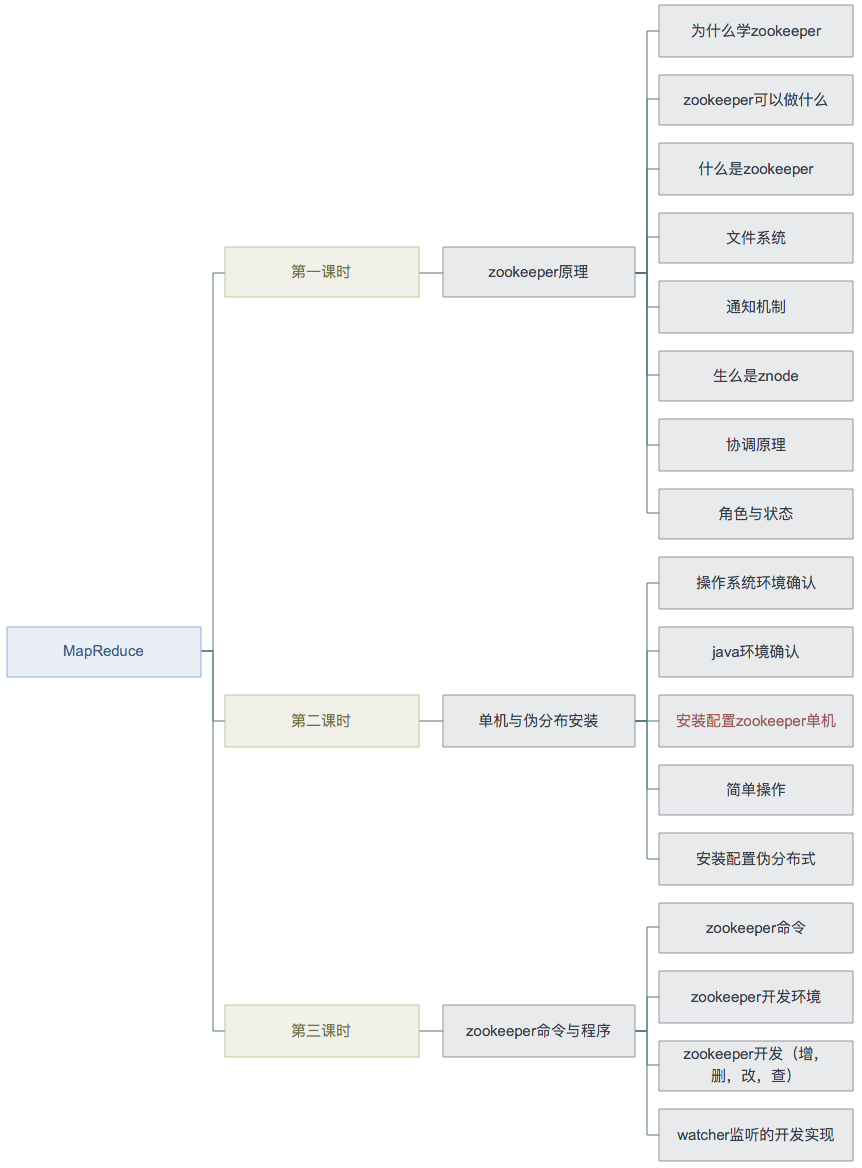 MapReduce
第一课时
zookeeper原理
为什么学zookeeper
zookeeper可以做什么
什么是zookeeper
文件系统
通知机制
生么是znode
协调原理
角色与状态
第二课时
单机与伪分布安装
操作系统环境确认
java环境确认
安装配置zookeeper单机
简单操作
安装配置伪分布式
第三课时
zookeeper命令与程序
zookeeper命令
zookeeper开发环境
zookeeper开发（增，
删，改，查）
watcher监听的开发实现